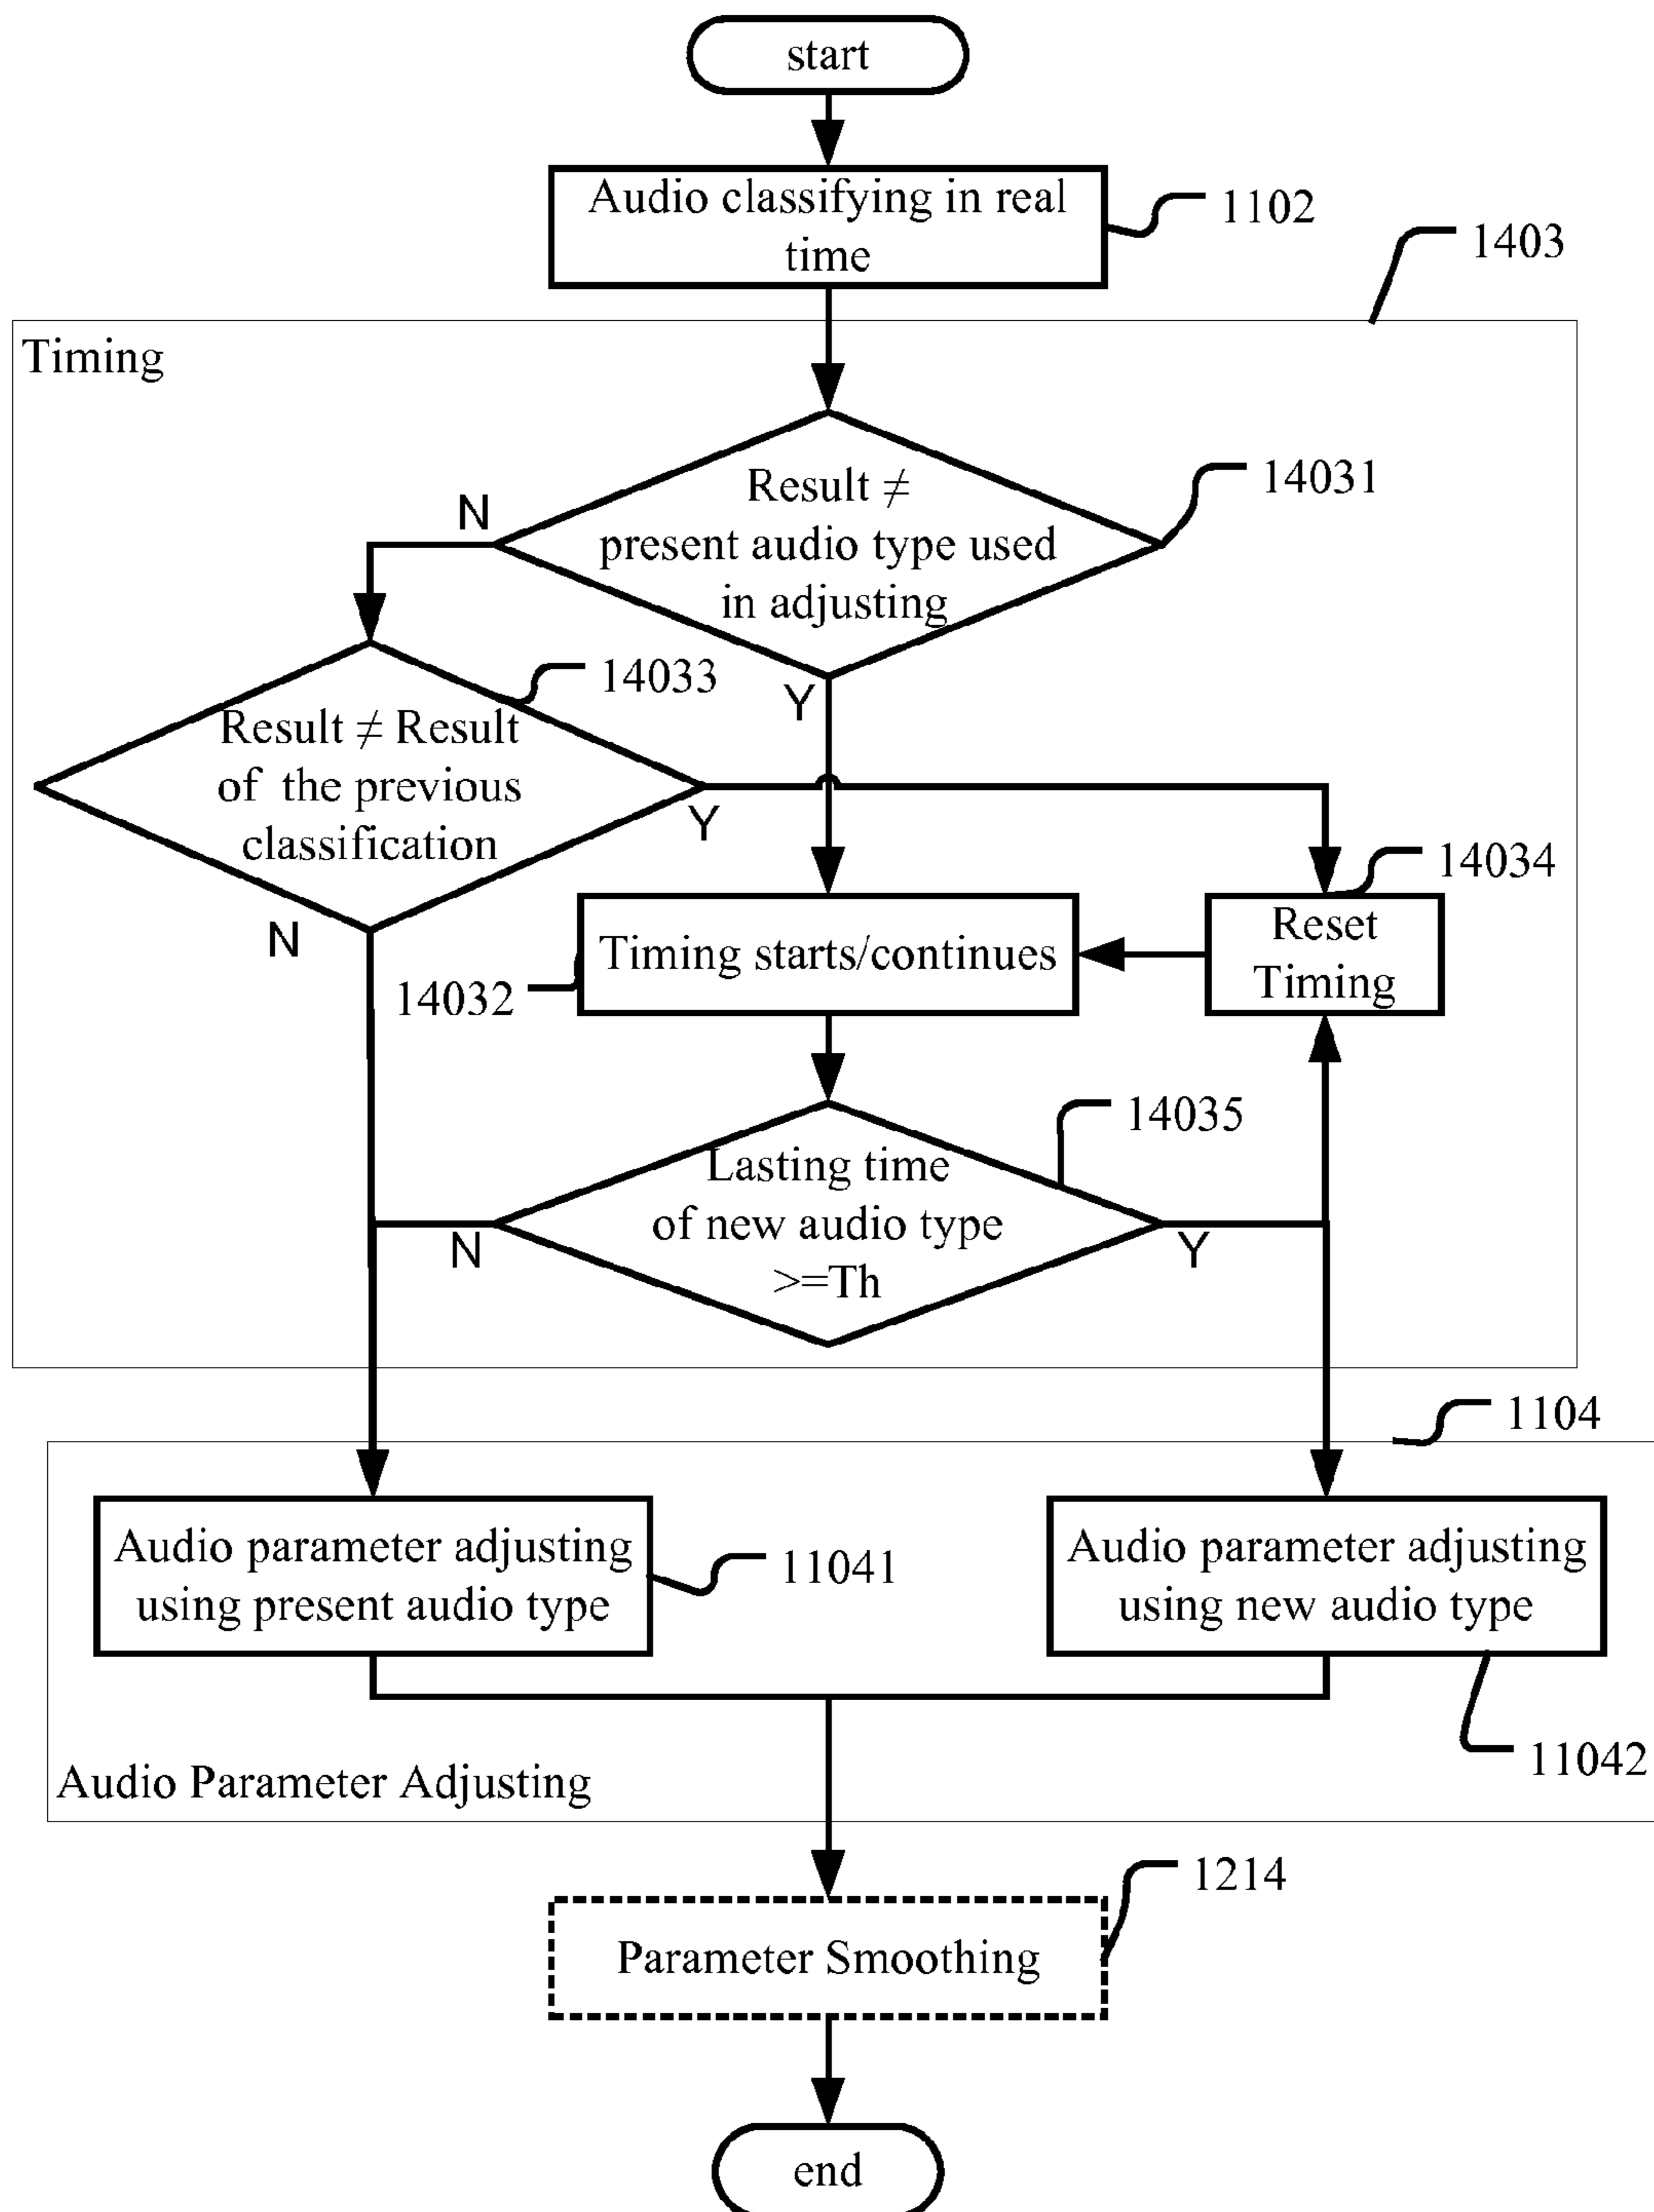 start
Audio classifying in real
time
1102
1403
Timing
Result ≠
present audio type used
in adjusting
14031
N
Y
14033
Result ≠ Result
of the previous
classification
Y
N
14034
Reset
Timing
Timing starts/continues
14032
14035
Lasting time
of new audio type
>=Th
N
Y
1104
Audio parameter adjusting
using present audio type
11041
Audio parameter adjusting
using new audio type
11042
Audio Parameter Adjusting
1214
Parameter Smoothing
end